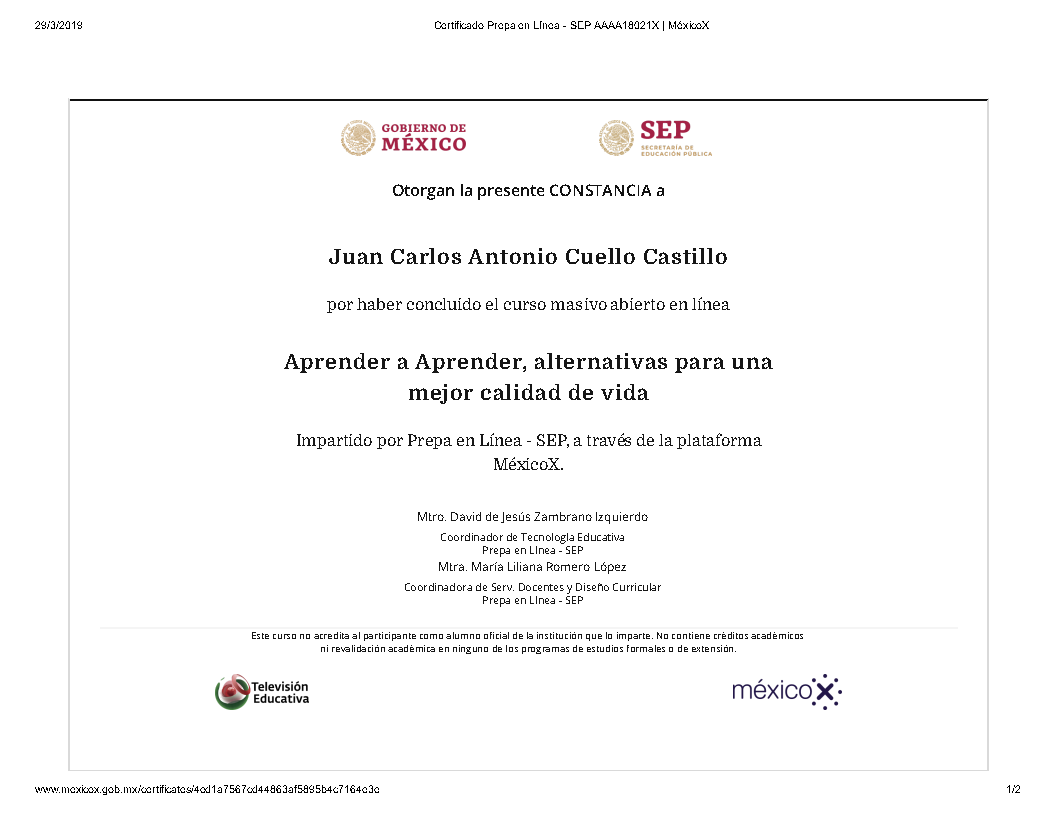 29/3/2019
Certificado Prepa en Línea - SEP AAAA18021X | MéxicoX
GOBIERNO DE
MÉXICO
SEP
SECRETARÍA DE
EDUCACIÓN PÚBLICA
Otorgan la presente CONSTANCIA a
Juan Carlos Antonio Cuello Castillo
por haber concluido el curso masivo abierto en línea
Aprender a Aprender, alternativas para una
mejor calidad de vida
Impartido por Prepa en Línea - SEP, a través de la plataforma
MéxicoX.
Mtro. David de Jesús Zambrano Izquierdo
Coordinador de Tecnología Educativa
Prepa en Línea - SEP
Mtra. María Liliana Romero López
Coordinadora de Serv. Docentes y Diseño Curricular
Prepa en Línea - SEP
Este curso no acredita al participante como alumno oficial de la institución que lo imparte. No contiene créditos académicos
ni revalidación académica en ninguno de los programas de estudios formales o de extensión.
Televisión
Educativa
méxicoX
www.mexicox.gob.mx/certificates/4cd1a7567cd44863af5895b4c7164c3c
1/2